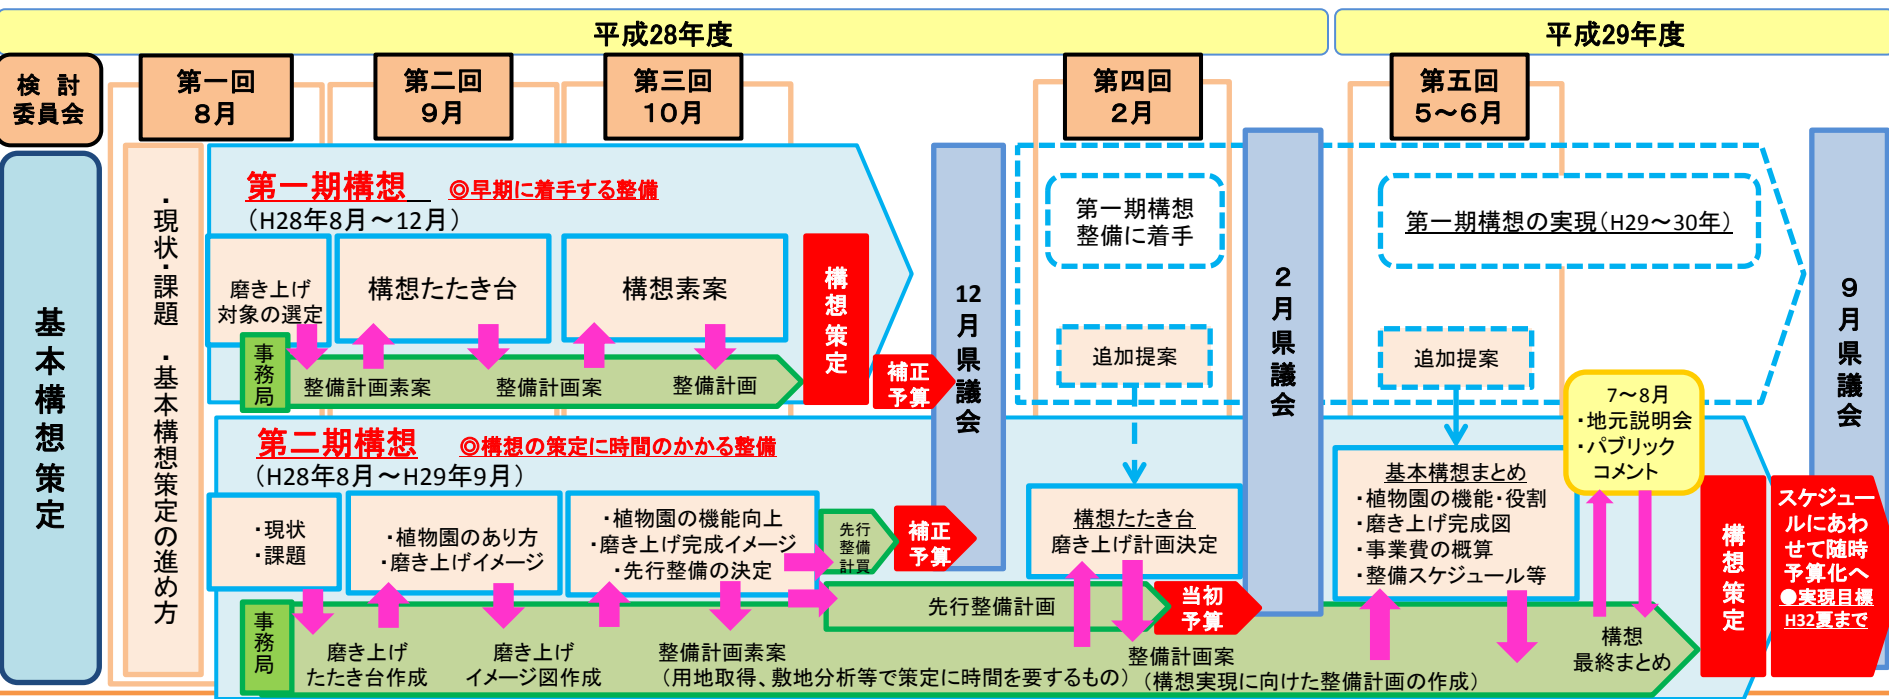 平成28年度
平成29年度
検 討
委員会
第一回
８月
第二回
９月
第三回
10月
第四回
２月
第五回
５～６月
基本構想策定
・現状・課題 ・基本構想策定の進め方
第一期構想 ◎早期に着手する整備
（H28年8月～12月）
磨き上げ
対象の選定
構想たたき台
構想素案
構想策定
事務局
整備計画素案
整備計画案
整備計画
補正
予算
12月県議会
第一期構想
整備に着手
追加提案
２月県議会
第一期構想の実現（H29～30年）
追加提案
９月県議会
第二期構想 ◎構想の策定に時間のかかる整備
（H28年8月～H29年9月）
・現状
・課題
・植物園のあり方
・磨き上げイメージ
・植物園の機能向上
・磨き上げ完成イメージ
・先行整備の決定
先行
整備
計買
補正
予算
構想たたき台
磨き上げ計画決定
基本構想まとめ
・植物園の機能・役割
・磨き上げ完成図
・事業費の概算
・整備スケジュール等
7～8月
・地元説明会
・パブリック
コメント
構想策定
スケジュー
ルにあわ
せて随時
予算化へ
●実現目標
H32夏まで
先行整備計画
当初
予算
事務局
磨き上げ
たたき台作成
磨き上げ
イメージ図作成
整備計画素案
（用地取得、敷地分析等で策定に時間を要するもの）
整備計画案
（構想実現に向けた整備計画の作成）
構想
最終まとめ